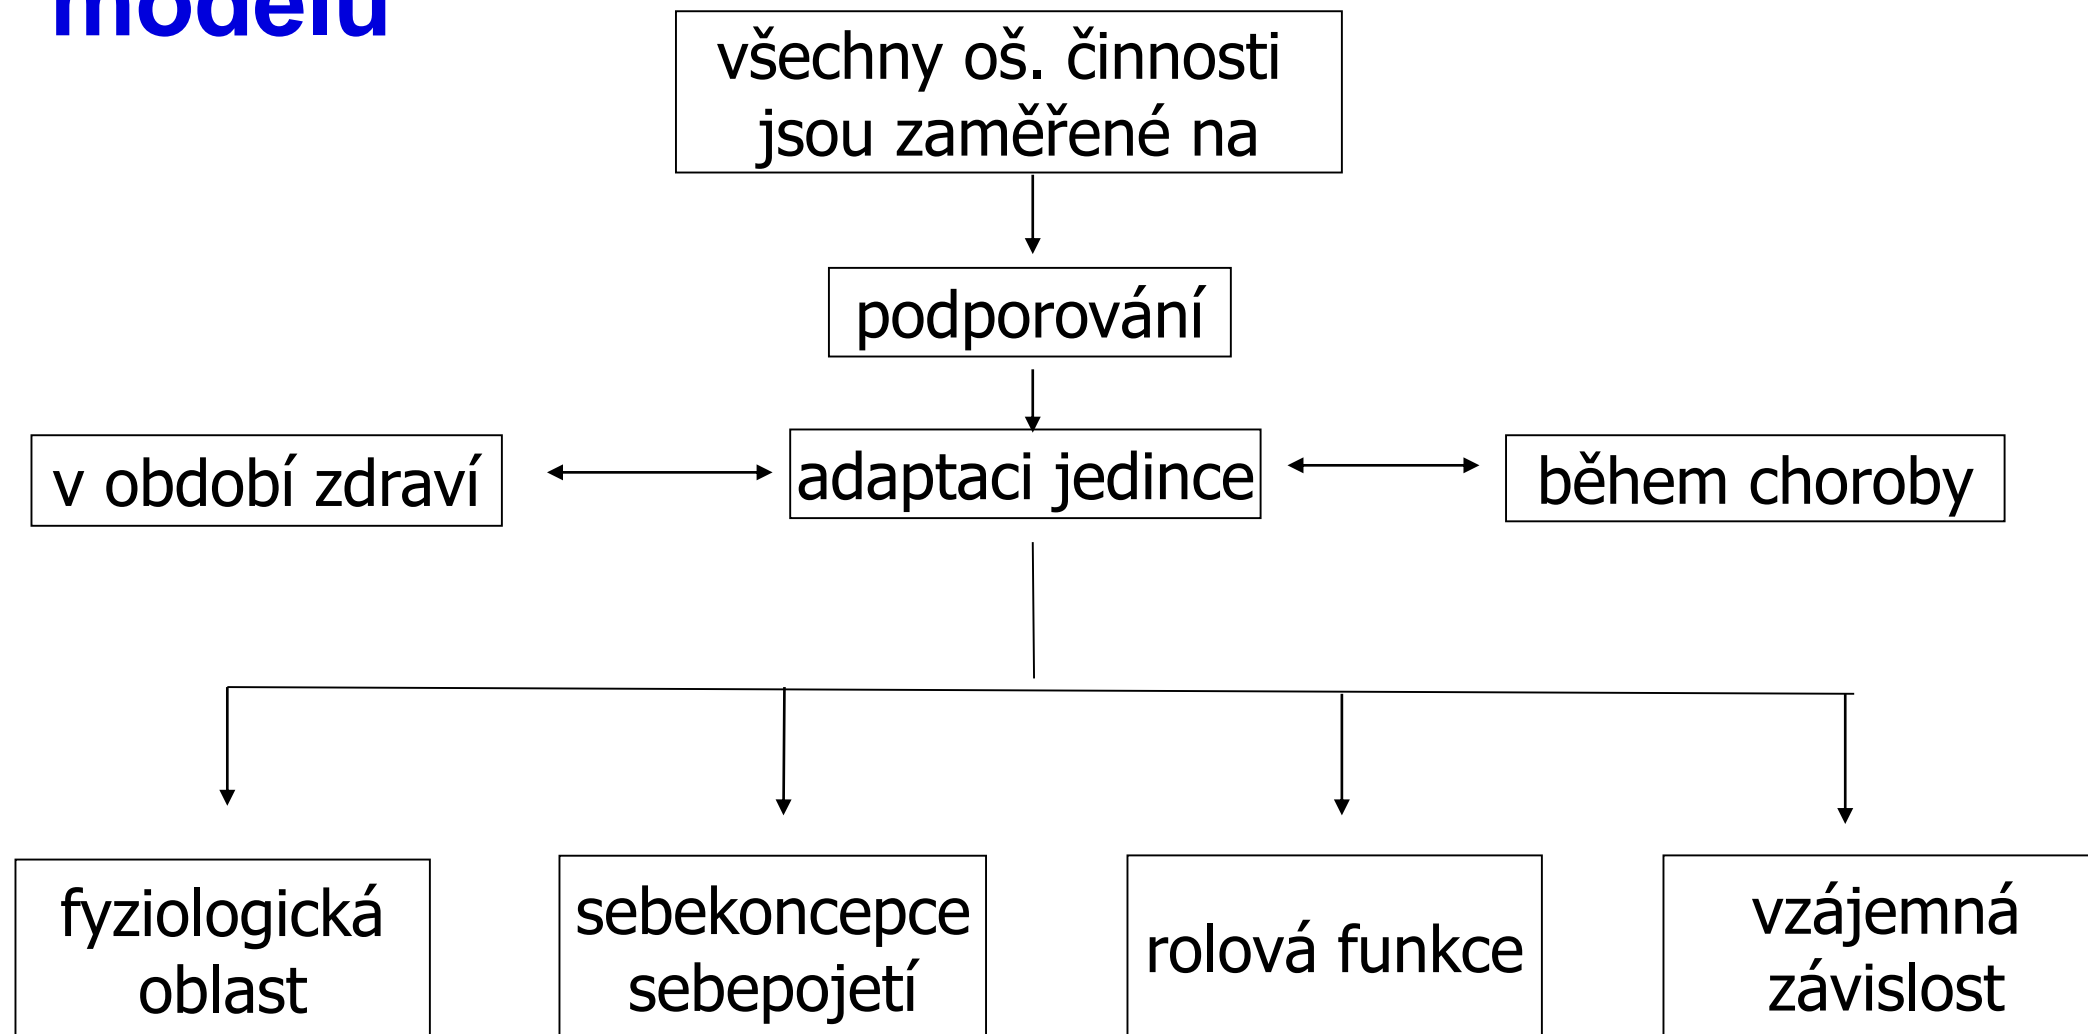 modelu
všechny oš. činnosti
jsou zaměřené na
podporování
v období zdraví
adaptaci jedince
během choroby
fyziologická
oblast
sebekoncepce
sebepojetí
rolová funkce
vzájemná
závislost